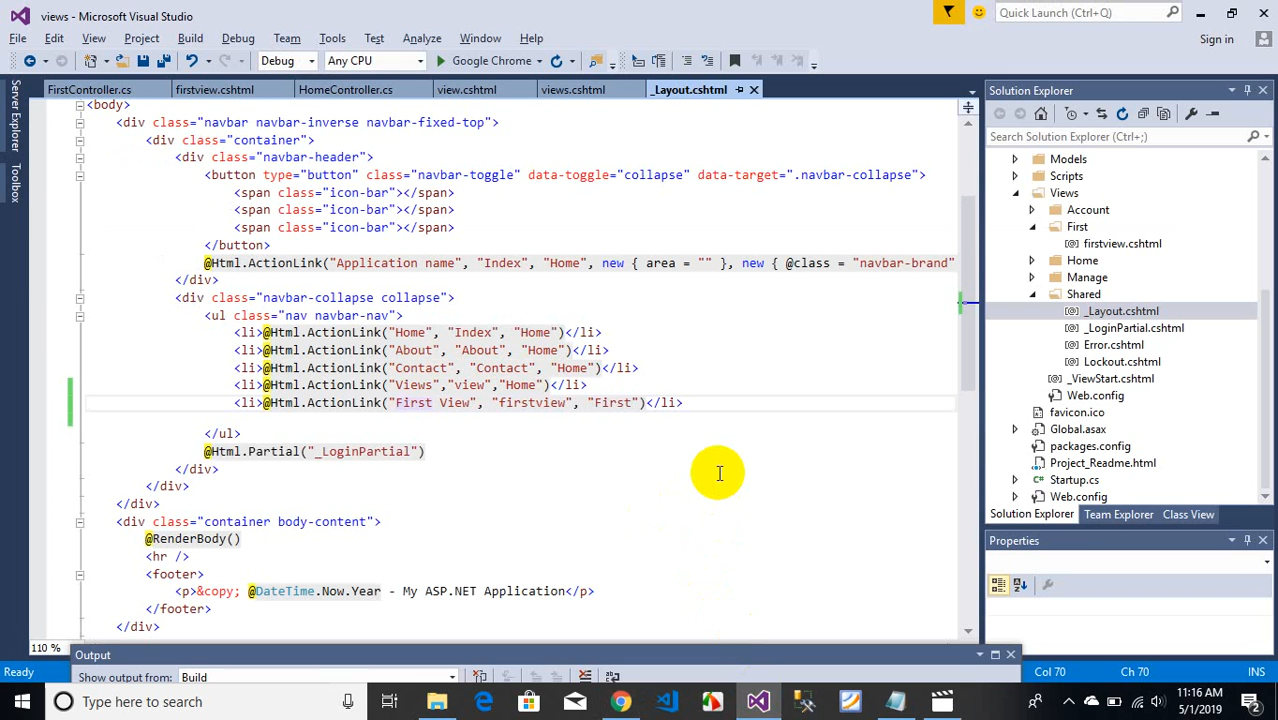 views - Microsoft Visual Studio
Quick Launch (Ctrl+Q)
File Edit View Project Build Debug Team Tools Test Analyze Window Help
Sign in
Debug Any CPU Google Chrome
Server Explorer
Toolbox
FirstController.cs firstview.cshtml HomeController.cs view.cshtml views.cshtml _Layout.cshtml
<body>
<div class="navbar navbar-inverse navbar-fixed-top">
<div class="container">
<div class="navbar-header">
<button type="button" class="navbar-toggle" data-toggle="collapse" data-target=".navbar-collapse">
<span class="icon-bar"></span>
<span class="icon-bar"></span>
<span class="icon-bar"></span>
</button>
@Html.ActionLink("Application name", "Index", "Home", new { area = "" }, new { @class = "navbar-brand"
</div>
<div class="navbar-collapse collapse">
<ul class="nav navbar-nav">
<li>@Html.ActionLink("Home", "Index", "Home")</li>
<li>@Html.ActionLink("About", "About", "Home")</li>
<li>@Html.ActionLink("Contact", "Contact", "Home")</li>
<li>@Html.ActionLink("Views","view","Home")</li>
<li>@Html.ActionLink("First View", "firstview", "First")</li>
</ul>
@Html.Partial("_LoginPartial")
</div>
</div>
</div>
<div class="container body-content">
@RenderBody()
<hr />
<footer>
<p>&copy; @DateTime.Now.Year - My ASP.NET Application</p>
</footer>
</div>
110 %
Output
Show output from: Build
Solution Explorer
Search Solution Explorer (Ctrl+;)
Models
Scripts
Views
Account
First
firstview.cshtml
Home
Manage
Shared
_Layout.cshtml
_LoginPartial.cshtml
Error.cshtml
Lockout.cshtml
_ViewStart.cshtml
Web.config
favicon.ico
Global.asax
packages.config
Project_Readme.html
Startup.cs
Web.config
Solution Explorer Team Explorer Class View
Properties
Ready Col 70 Ch 70 INS
Type here to search
11:16 AM
5/1/2019
2